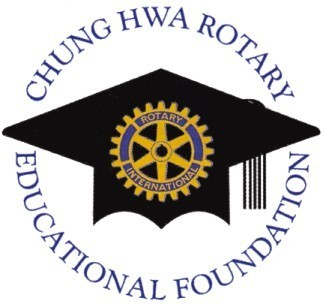 CHUNG HWA ROTARY
ROTARY
INTERNATIONAL
EDUCATIONAL FOUNDATION